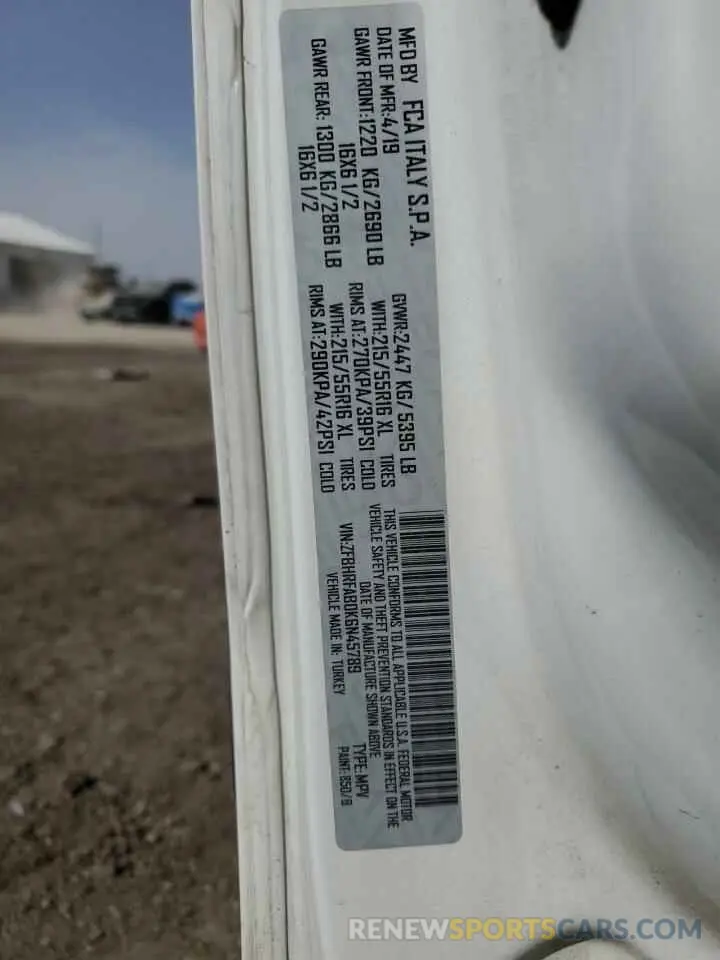 MFD BY FCA ITALY S.P.A.
DATE OF MFR:4/19 GVWR:2447 KG/5395 LB
GAWR FRONT:1220 KG/2690 LB WITH:215/55R16 XL TIRES
16X6 1/2 RIMS AT:270KPA/39PSI COLD
GAWR REAR: 1300 KG/2866 LB WITH:215/55R16 XL TIRES
16X6 1/2 RIMS AT:290KPA/42PSI COLD
THIS VEHICLE CONFORMS TO ALL APPLICABLE U.S.A. FEDERAL MOTOR
VEHICLE SAFETY AND THEFT PREVENTION STANDARDS IN EFFECT ON THE
DATE OF MANUFACTURE SHOWN ABOVE
VIN:ZFBHRFAB0K6N45789 TYPE:MPV
VEHICLE MADE IN: TURKEY PAINT:850/B
RENEWSPORTSCARS.COM